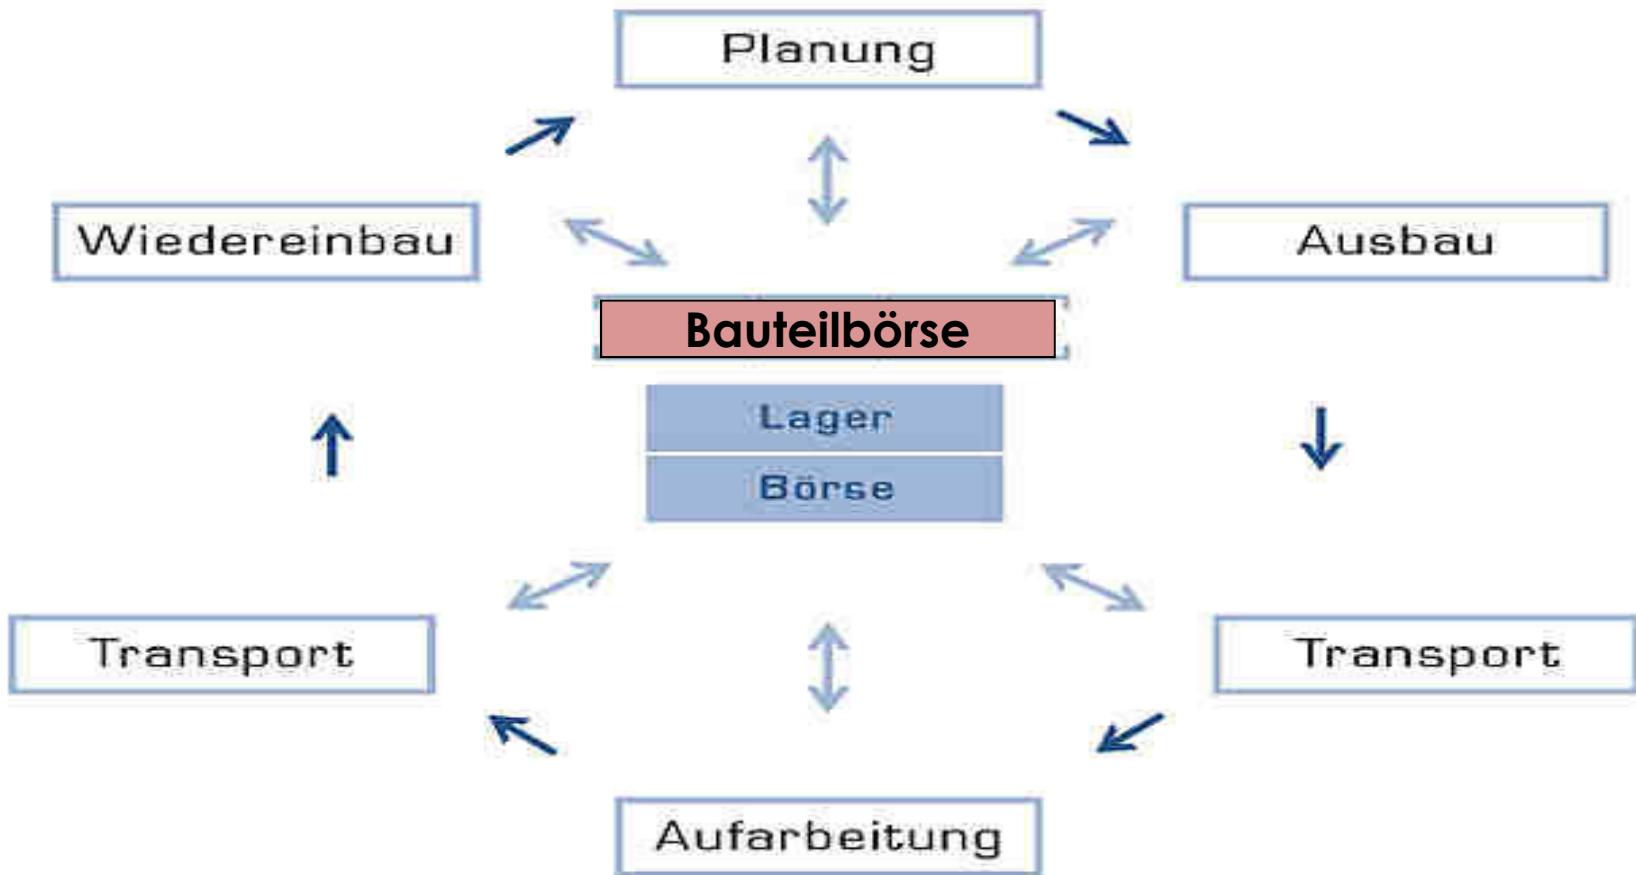 Planung
Wiedereinbau
Ausbau
Bauteilbörse
Lager
Börse
Transport
Transport
Aufarbeitung